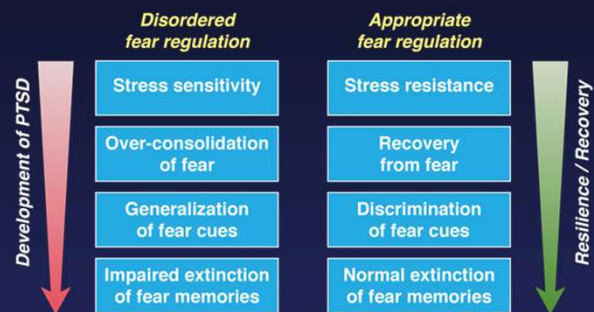 Disordered
fear regulation
Appropriate
fear regulation
Development of PTSD
Stress sensitivity
Stress resistance
Over-consolidation
of fear
Recovery
from fear
Generalization
of fear cues
Discrimination
of fear cues
Impaired extinction
of fear memories
Normal extinction
of fear memories
Resilience / Recovery